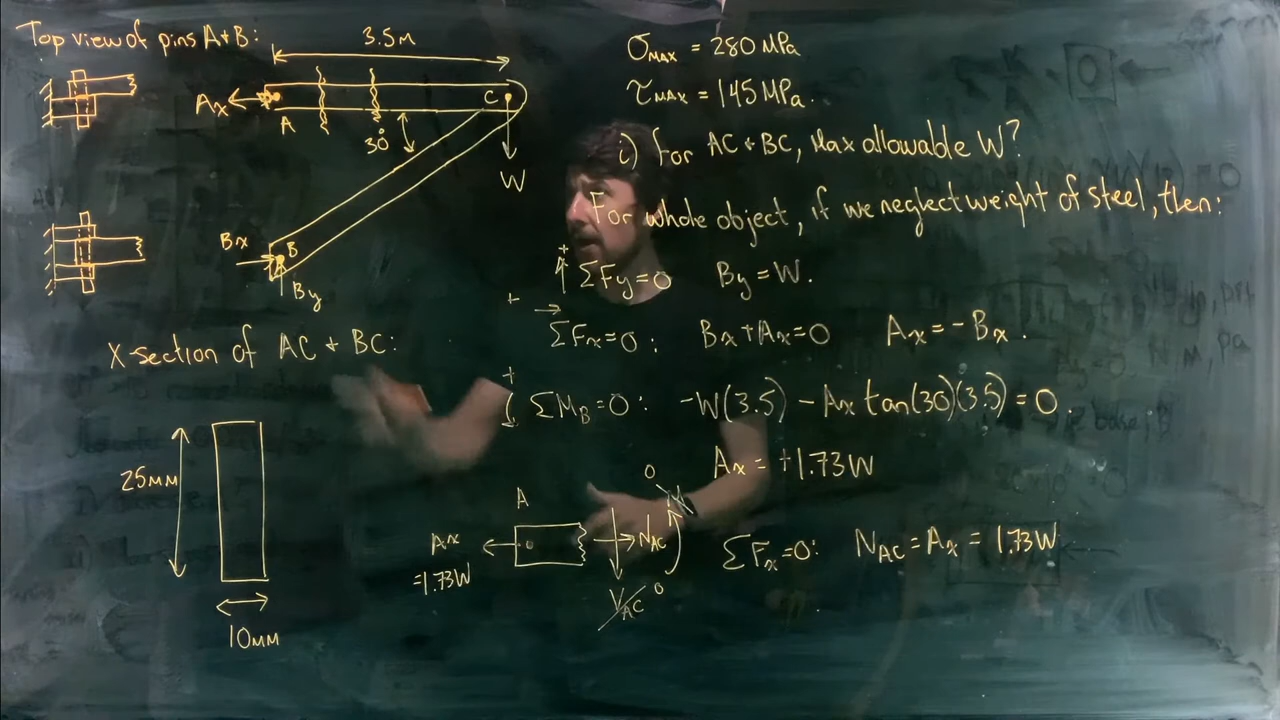 Top view of pins A+B:
3.5m
Ax
A
C
30°
W
Bx
B
By
X-section of AC + BC:
25mm
10mm
σMAX = 280 MPa
τMAX = 145 MPa.
i) For AC + BC, Max allowable W?
For whole object, if we neglect weight of steel, then:
+
ΣFy=0 By = W.
+
ΣFx=0: Bx+Ax=0 Ax = -Bx.
+
ΣMB=0: -W(3.5) - Ax tan(30)(3.5) = 0.
Ax = +1.73W
A
Ax
=1.73W
NAC
0
M
VAC 0
ΣFx=0: NAC = Ax = 1.73W